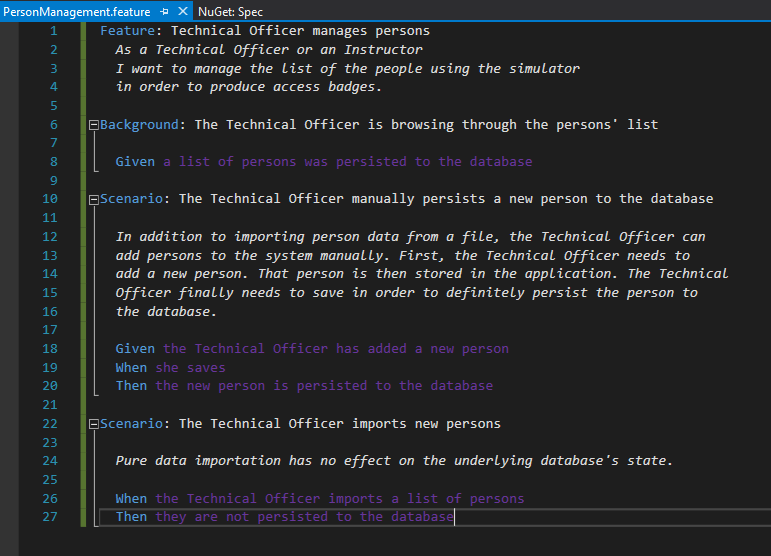 PersonManagement.feature NuGet: Spec
1 Feature: Technical Officer manages persons
2 As a Technical Officer or an Instructor
3 I want to manage the list of the people using the simulator
4 in order to produce access badges.
5
6 Background: The Technical Officer is browsing through the persons' list
7
8 Given a list of persons was persisted to the database
9
10 Scenario: The Technical Officer manually persists a new person to the database
11
12 In addition to importing person data from a file, the Technical Officer can
13 add persons to the system manually. First, the Technical Officer needs to
14 add a new person. That person is then stored in the application. The Technical
15 Officer finally needs to save in order to definitely persist the person to
16 the database.
17
18 Given the Technical Officer has added a new person
19 When she saves
20 Then the new person is persisted to the database
21
22 Scenario: The Technical Officer imports new persons
23
24 Pure data importation has no effect on the underlying database's state.
25
26 When the Technical Officer imports a list of persons
27 Then they are not persisted to the database